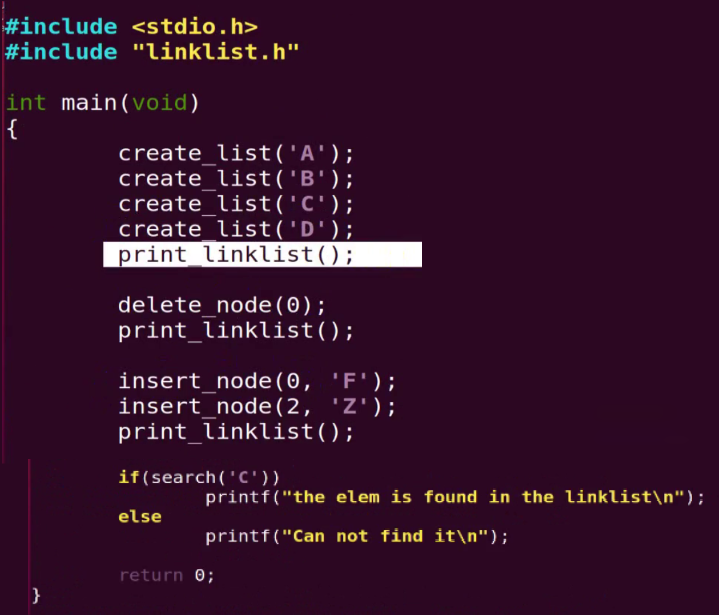 #include <stdio.h>
#include "linklist.h"
int main(void)
{
create_list('A');
create_list('B');
create_list('C');
create_list('D');
print_linklist();
delete_node(0);
print_linklist();
insert_node(0, 'F');
insert_node(2, 'Z');
print_linklist();
if(search('C'))
printf("the elem is found in the linklist\n");
else
printf("Can not find it\n");
return 0;
}